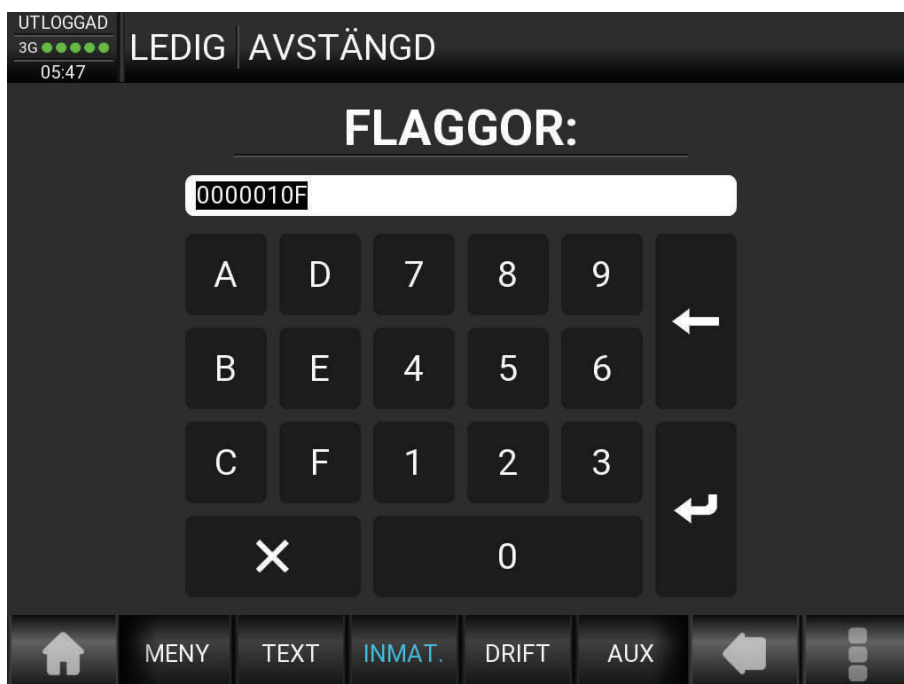 UTLOGGAD
3G
05:47
LEDIG AVSTÄNGD
FLAGGOR:
0000010F
A D 7 8 9
B E 4 5 6
C F 1 2 3
0
MENY TEXT INMAT. DRIFT AUX